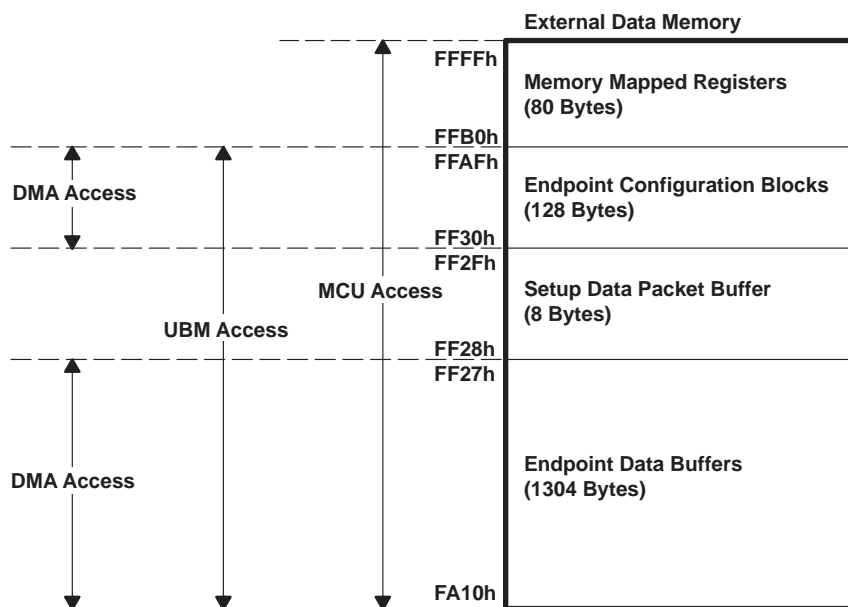 External Data Memory
FFFFh
Memory Mapped Registers
(80 Bytes)
FFB0h
FFAFh
DMA Access
Endpoint Configuration Blocks
(128 Bytes)
FF30h
FF2Fh
MCU Access
Setup Data Packet Buffer
(8 Bytes)
UBM Access
FF28h
FF27h
DMA Access
Endpoint Data Buffers
(1304 Bytes)
FA10h